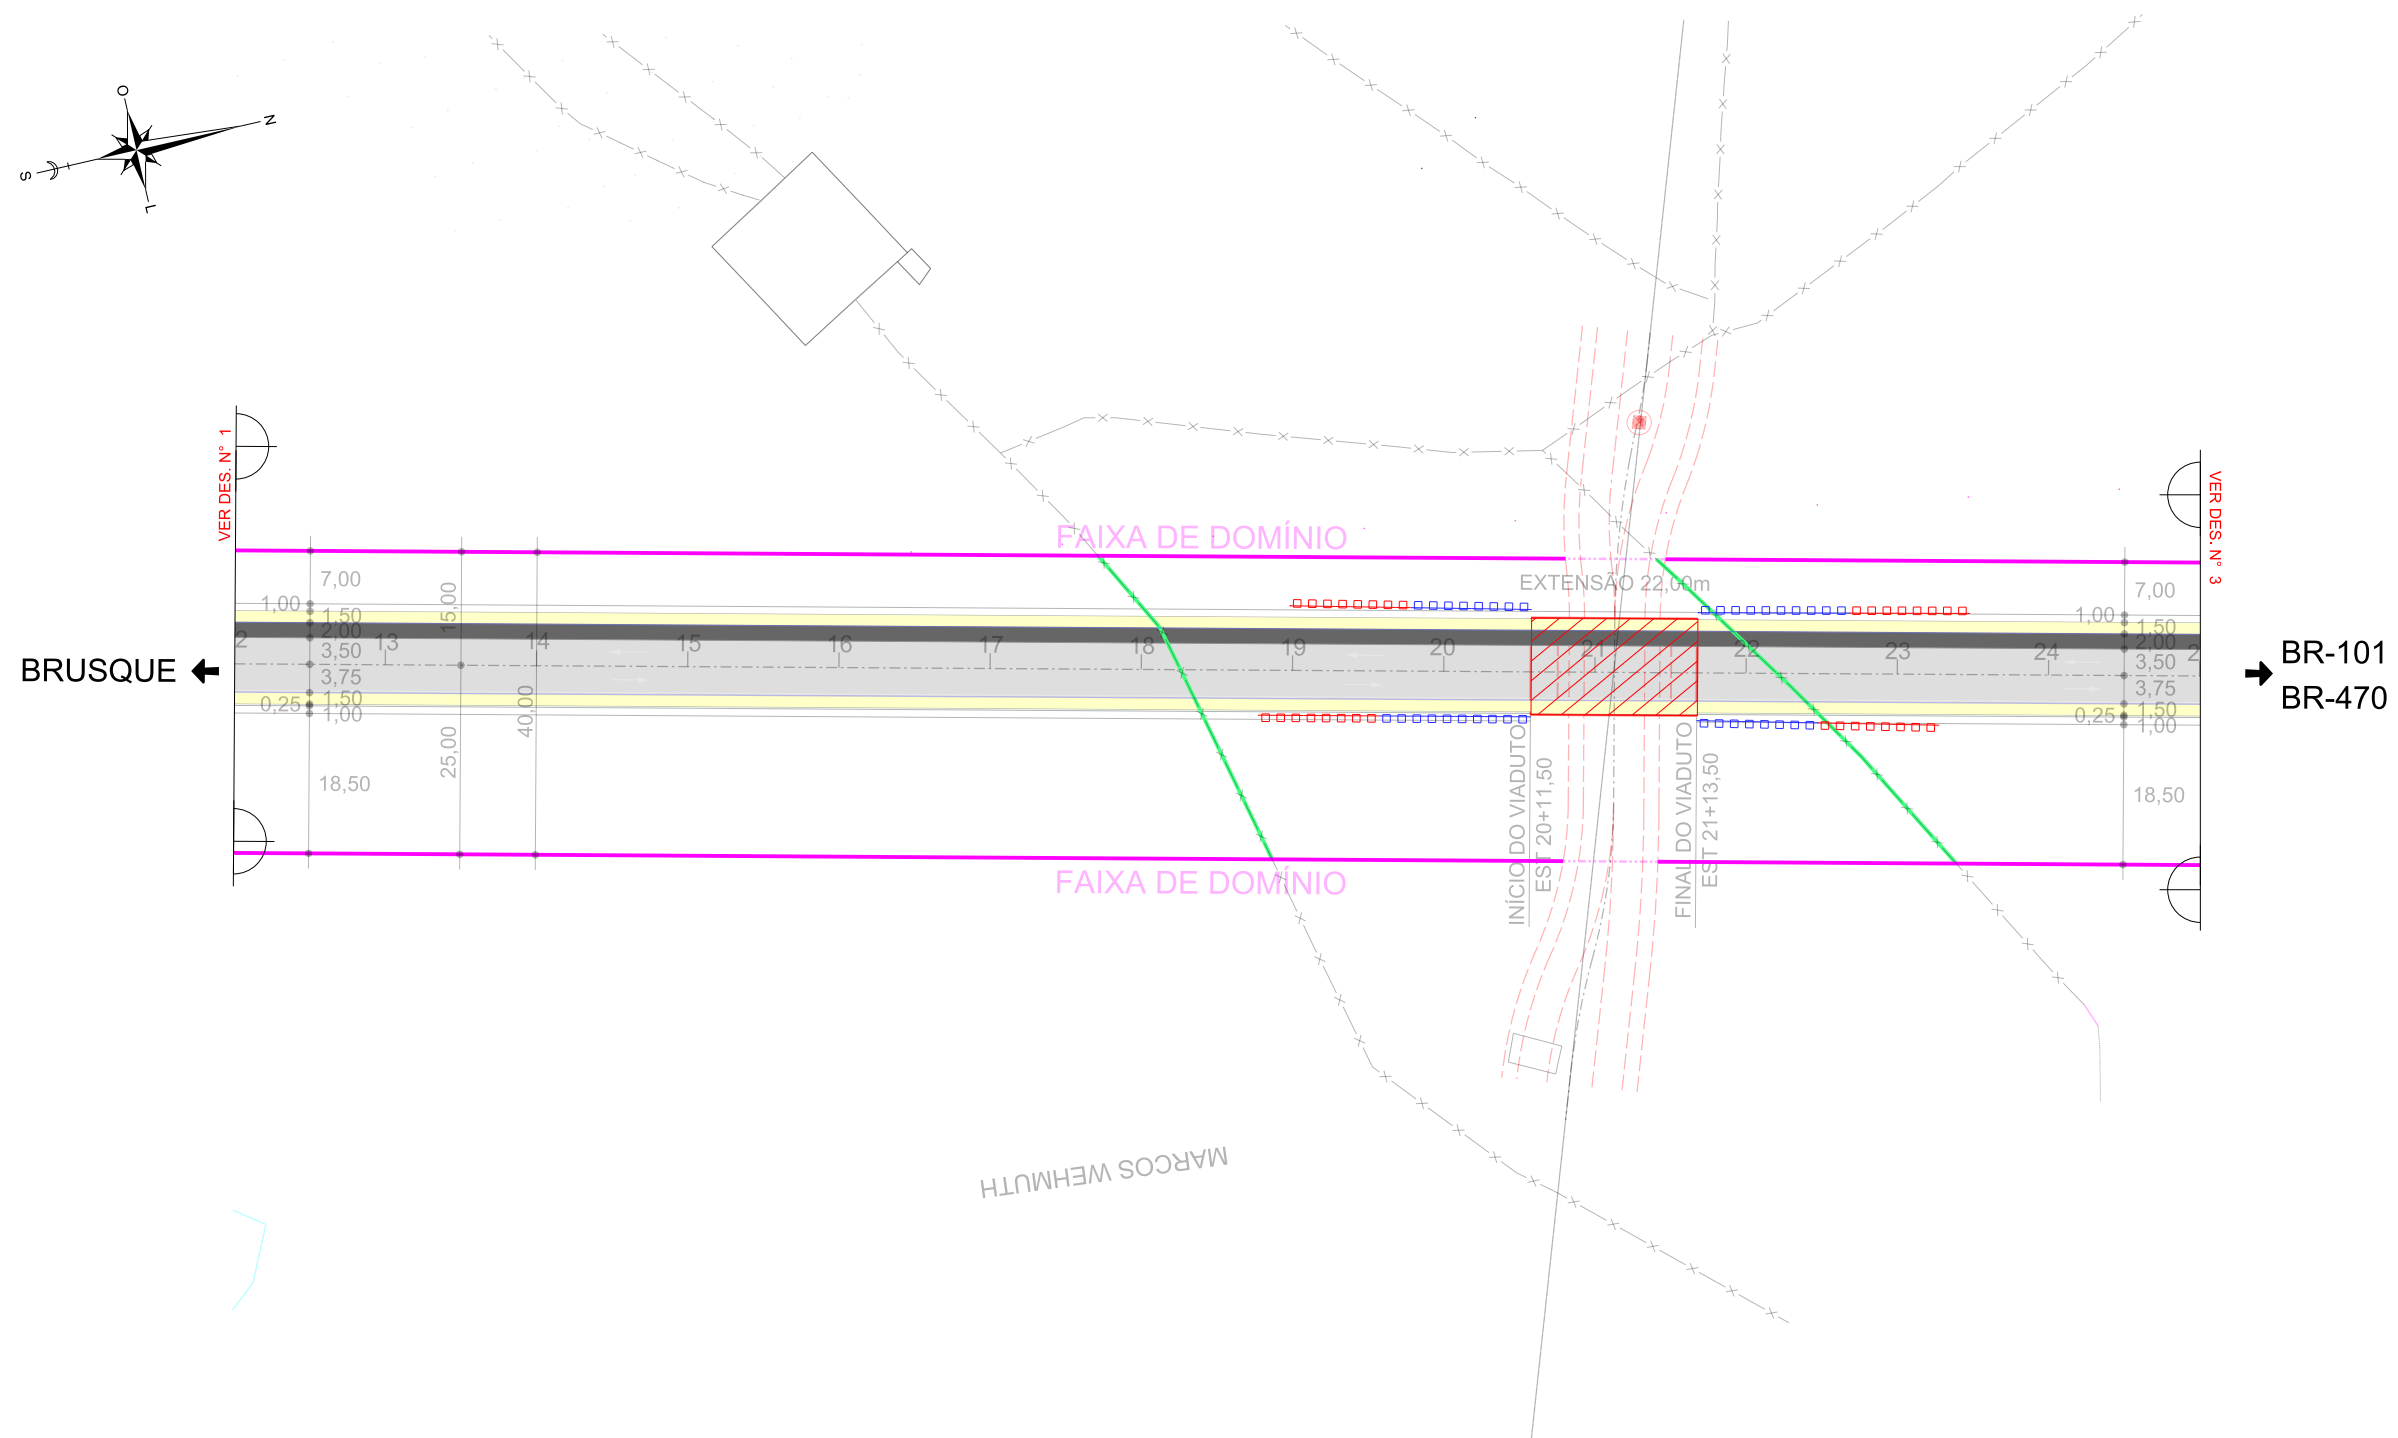 O
N
S
L
VER DES. N° 1
VER DES. N° 3
FAIXA DE DOMÍNIO
EXTENSÃO 22,00m
7,00
1,00
1,50
2,00
3,50
3,75
1,50
0,25
1,00
18,50
15,00
25,00
40,00
2
13
14
15
16
17
18
19
20
21
22
23
24
2
7,00
1,00
1,50
2,00
3,50
3,75
1,50
0,25
1,00
18,50
BRUSQUE
BR-101
BR-470
INÍCIO DO VIADUTO
EST 20+11,50
FINAL DO VIADUTO
EST 21+13,50
FAIXA DE DOMÍNIO
MARCOS WEHMUTH